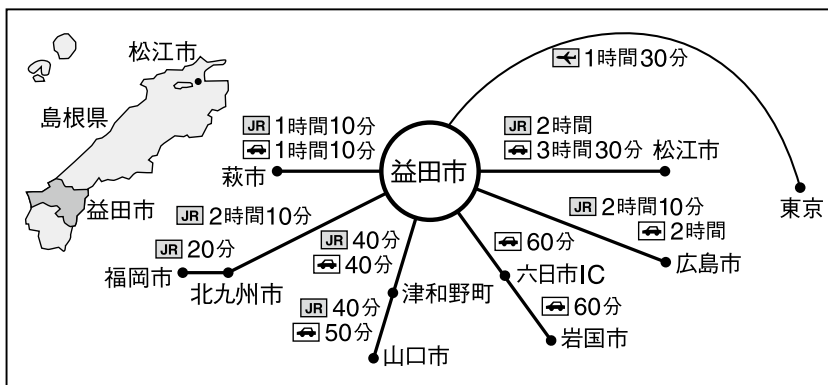 松江市
島根県
益田市
1時間30分
JR 1時間10分
1時間10分
萩市
益田市
JR 2時間
3時間30分
松江市
東京
JR 2時間10分
JR 20分
福岡市
北九州市
JR 40分
40分
津和野町
JR 40分
50分
山口市
60分
六日市IC
60分
岩国市
JR 2時間10分
2時間
広島市